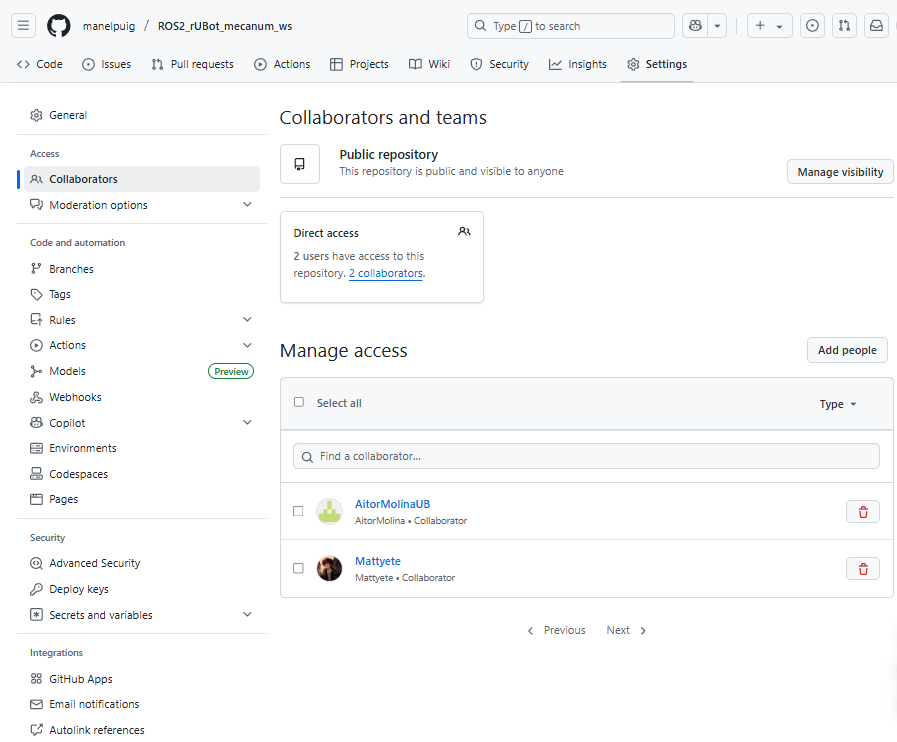 manelpuig / ROS2_rUBot_mecanum_ws
Type / to search
Code Issues Pull requests Actions Projects Wiki Security Insights Settings
General
Access
Collaborators
Moderation options
Code and automation
Branches
Tags
Rules
Actions
Models Preview
Webhooks
Copilot
Environments
Codespaces
Pages
Security
Advanced Security
Deploy keys
Secrets and variables
Integrations
GitHub Apps
Email notifications
Autolink references
Collaborators and teams
Public repository
This repository is public and visible to anyone
Manage visibility
Direct access
2 users have access to this
repository. 2 collaborators.
Manage access
Add people
Select all
Type
Find a collaborator...
AitorMolinaUB
AitorMolina • Collaborator
Mattyete
Mattyete • Collaborator
Previous Next